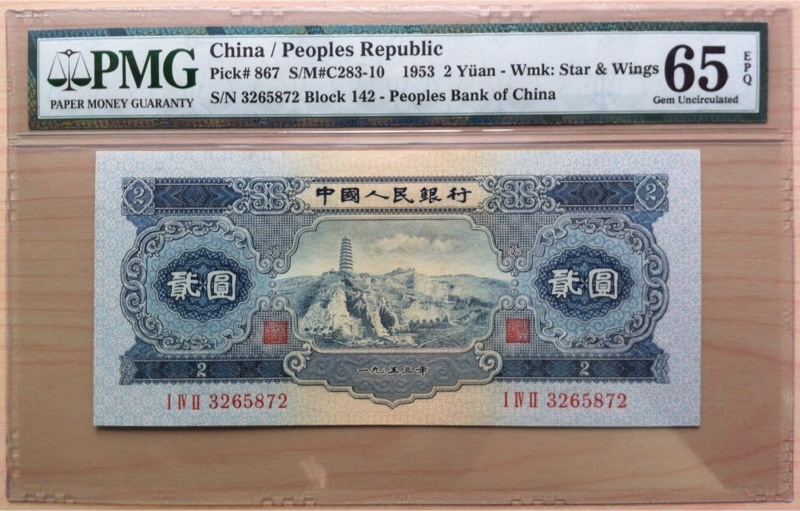 PMG
PAPER MONEY GUARANTY
China / Peoples Republic
Pick# 867 S/M#C283-10 1953 2 Yüan - Wmk: Star & Wings
S/N 3265872 Block 142 - Peoples Bank of China
65
EPQ
Gem Uncirculated
2
中國人民銀行
2
貳圓
貳圓
2
一九五三年
2
I IV II 3265872
I IV II 3265872